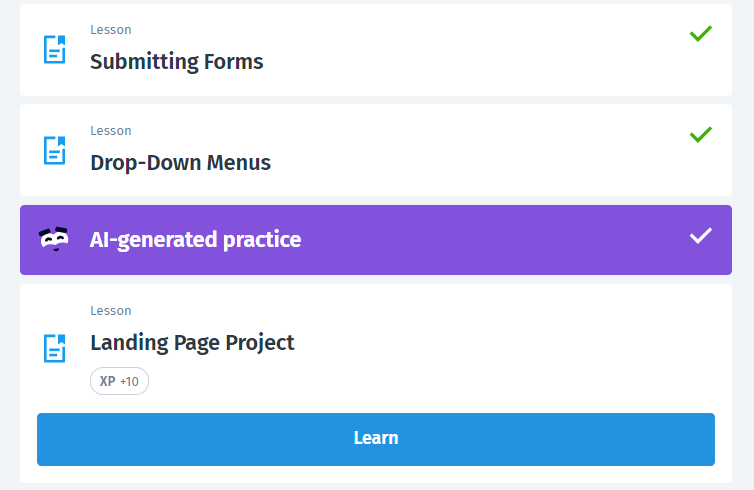 Lesson
Submitting Forms
Lesson
Drop-Down Menus
AI-generated practice
Lesson
Landing Page Project
XP +10
Learn